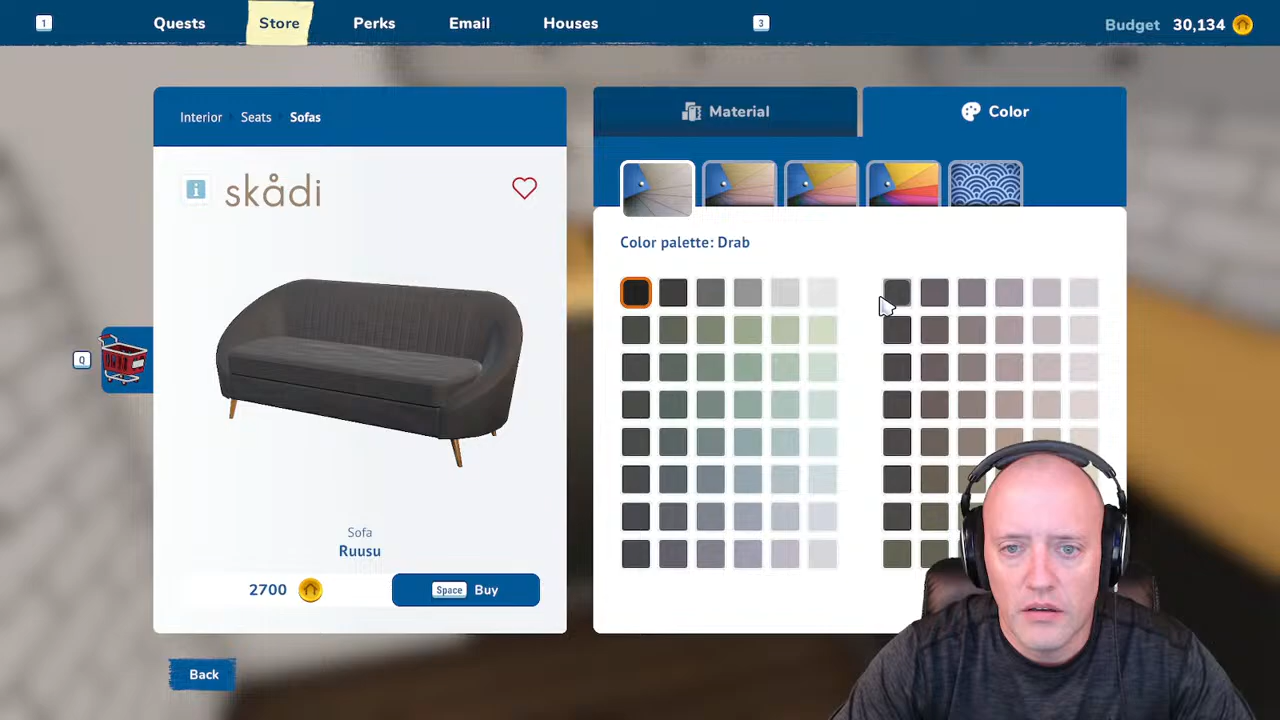 1
Quests
Store
Perks
Email
Houses
3
Budget 30,134
Interior Seats Sofas
skådi
Material
Color
Color palette: Drab
Q
Sofa
Ruusu
2700
Space Buy
Back